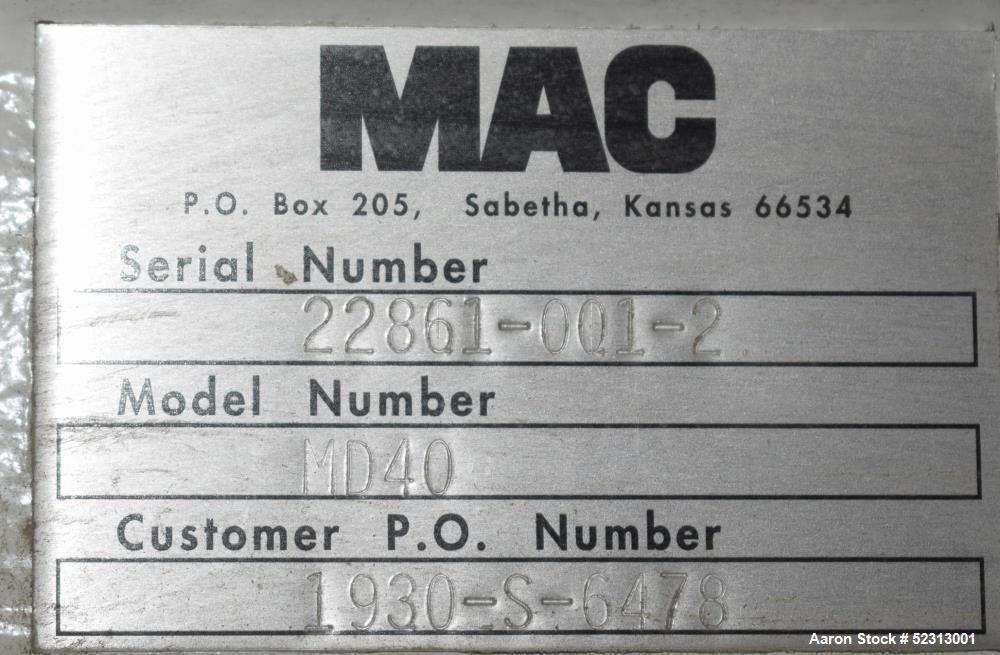 MAC
P.O. Box 205, Sabetha, Kansas 66534
Serial Number
22861-001-2
Model Number
MD40
Customer P.O. Number
1930-S-6478
Aaron Stock # 52313001